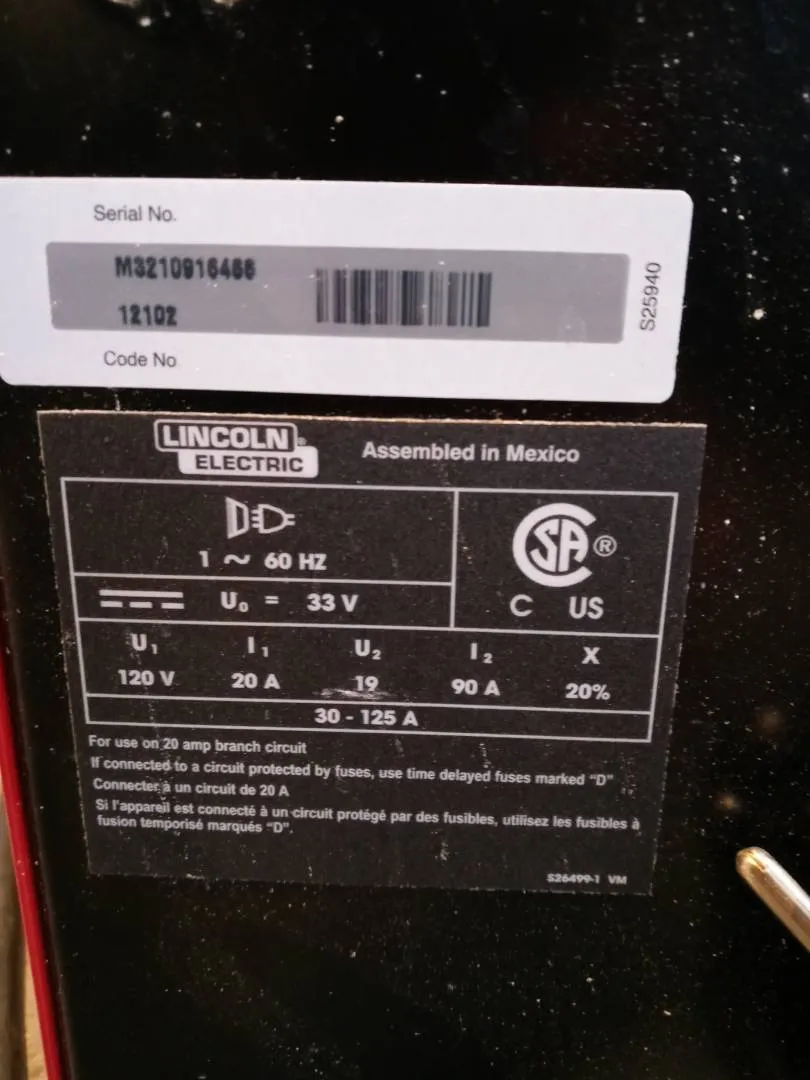 Serial No.
M3210916466
12102
Code No
S25940
LINCOLN ®
ELECTRIC
Assembled in Mexico
1 ~ 60 HZ
CSA ®
C US
U₀ = 33 V
U₁ I₁ U₂ I₂ X
120 V 20 A 19 90 A 20%
30 - 125 A
For use on 20 amp branch circuit
If connected to a circuit protected by fuses, use time delayed fuses marked “D”
Connecter à un circuit de 20 A
Si l'appareil est connecté à un circuit protégé par des fusibles, utilisez les fusibles à
fusion temporisé marqués “D”.
S26499-1 VM